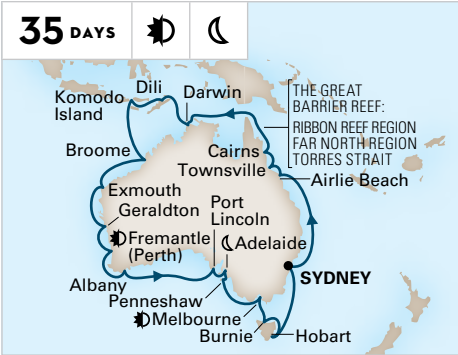 35 DAYS
Dili
Darwin
Komodo
Island
THE GREAT
BARRIER REEF:
RIBBON REEF REGION
FAR NORTH REGION
TORRES STRAIT
Broome
Cairns
Townsville
Airlie Beach
Exmouth
Geraldton
Port
Lincoln
Fremantle
(Perth)
Adelaide
SYDNEY
Albany
Penneshaw
Melbourne
Burnie
Hobart